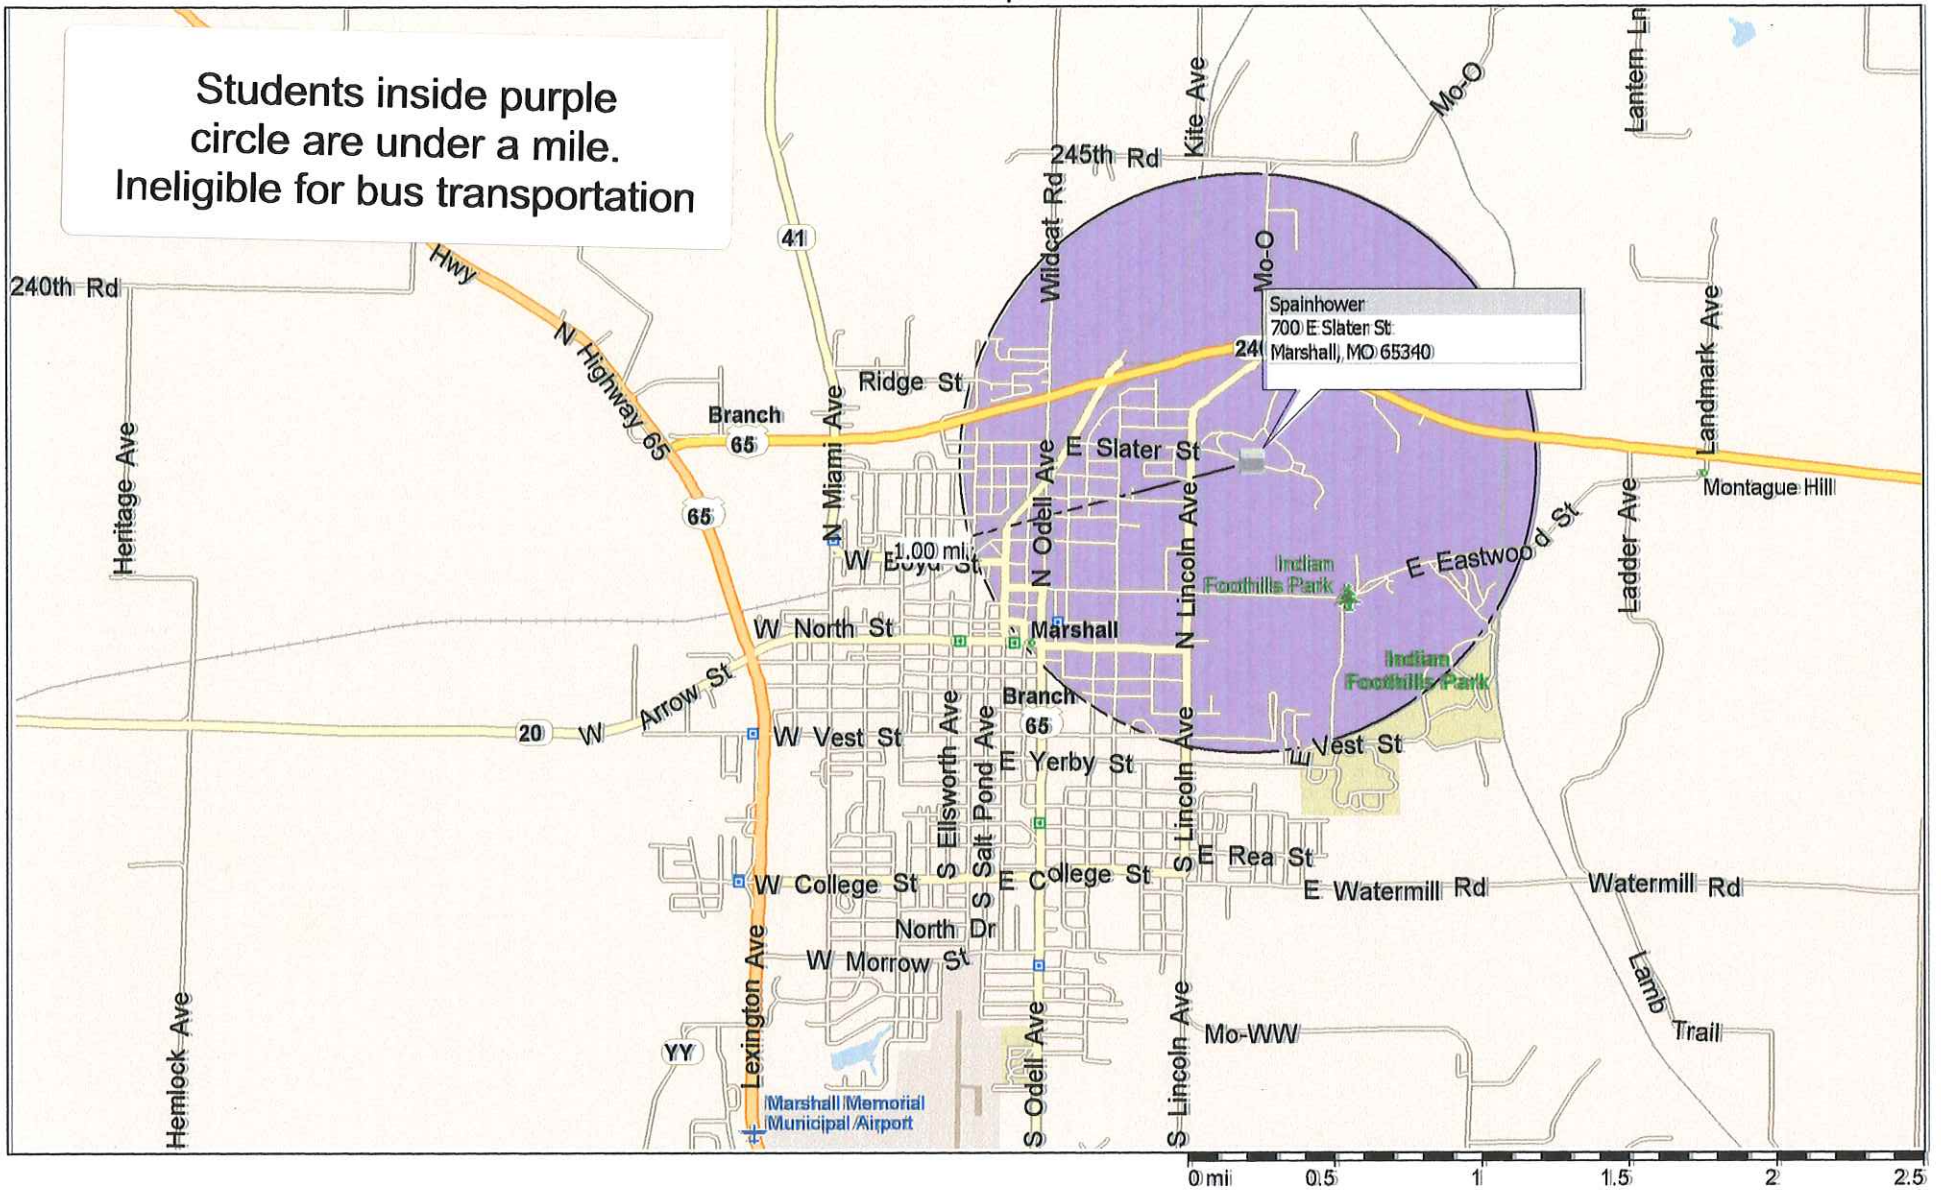 Students inside purple
circle are under a mile.
Ineligible for bus transportation
Lantern Ln
Mo-O
Kite Ave
245th Rd
41
Wildcat Rd
Mo-O
Hwy
240th Rd
Spainhower
700 E Slater St
Marshall, MO 65340
Landmark Ave
N Highway 65
Ridge St
Branch
65
N Miami Ave
E Slater St
Heritage Ave
N Odell Ave
N Lincoln Ave
Montague Hill
65
Ladder Ave
1.00 mi
W Boyd St
E Eastwood St
Indian
Foothills Park
W North St
Marshall
Indian
Foothills Park
W Arrow St
Branch
65
20
W Vest St
E Vest St
E Yerby St
S Ellsworth Ave
S Salt Pond Ave
S Lincoln Ave
E Rea St
W College St
E College St
E Watermill Rd
Watermill Rd
North Dr
W Morrow St
Lexington Ave
Lamb Trail
Hemlock Ave
S Odell Ave
S Lincoln Ave
Mo-WW
YY
Marshall Memorial
Municipal Airport
0 mi 0.5 1 1.5 2 2.5